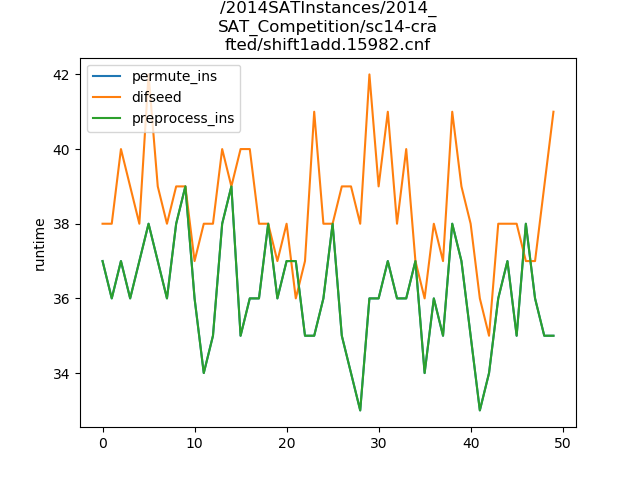 /2014SATInstances/2014_
SAT_Competition/sc14-cra
fted/shift1add.15982.cnf
permute_ins
difseed
preprocess_ins
runtime
42
40
38
36
34
0
10
20
30
40
50